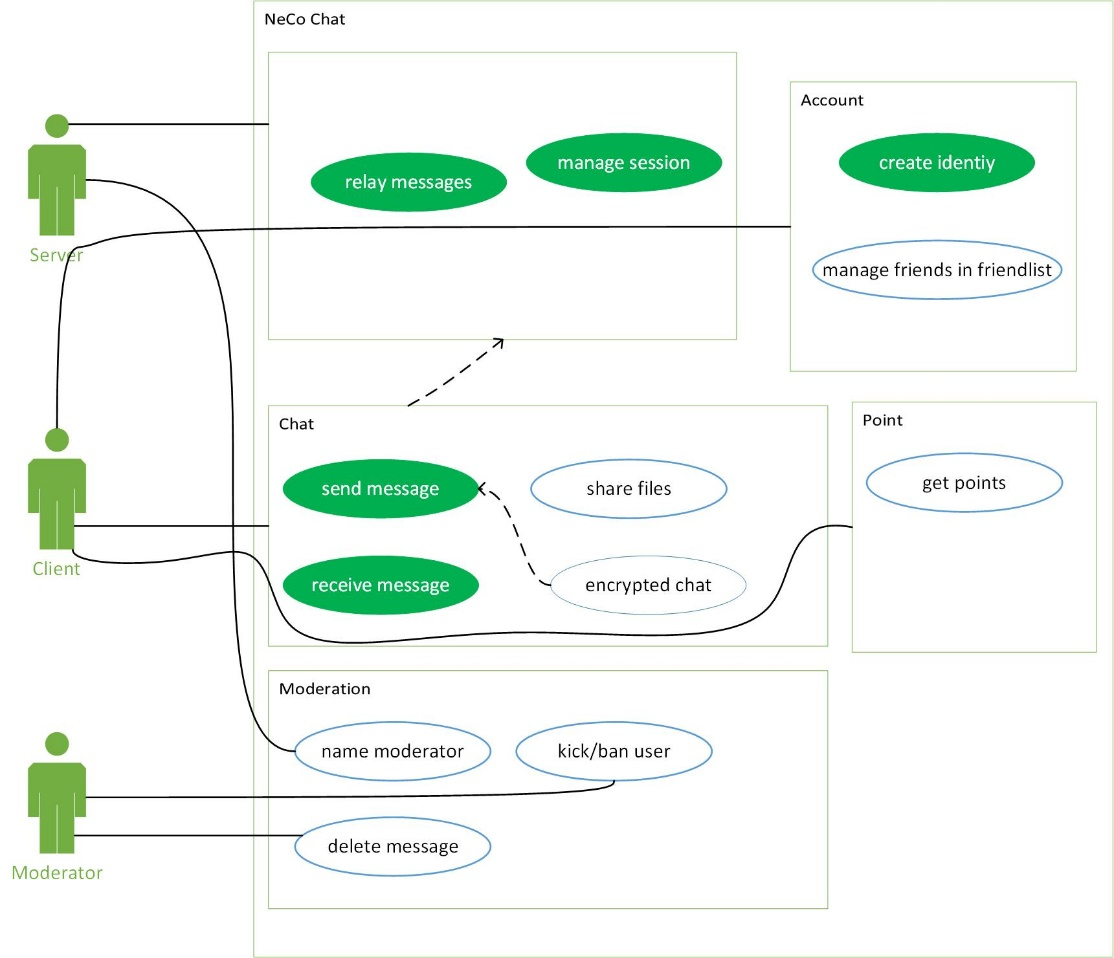 NeCo Chat
Account
create identiy
manage session
relay messages
Server
manage friends in friendlist
Chat
Point
send message
share files
get points
Client
receive message
encrypted chat
Moderation
name moderator
kick/ban user
delete message
Moderator